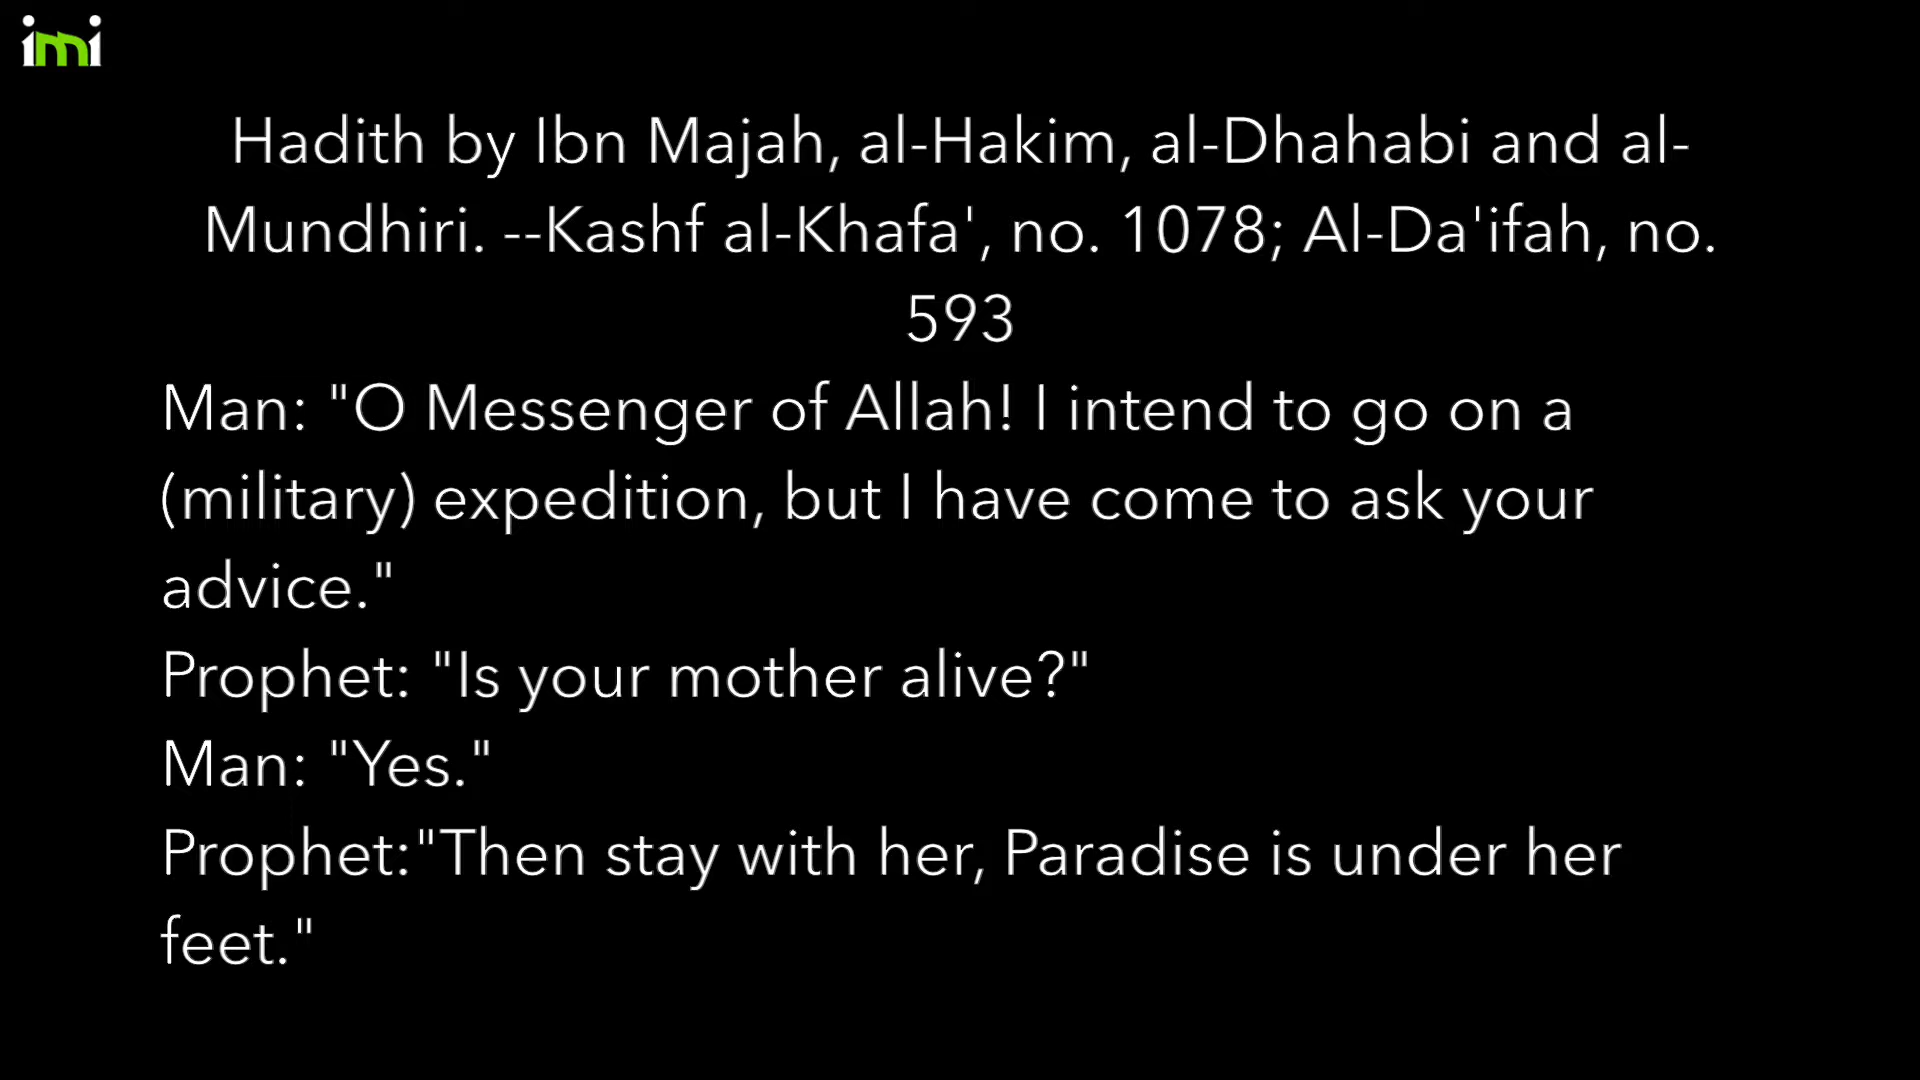 imi
Hadith by Ibn Majah, al-Hakim, al-Dhahabi and al-
Mundhiri. --Kashf al-Khafa', no. 1078; Al-Da'ifah, no.
593
Man: "O Messenger of Allah! I intend to go on a
(military) expedition, but I have come to ask your
advice."
Prophet: "Is your mother alive?"
Man: "Yes."
Prophet:"Then stay with her, Paradise is under her
feet."